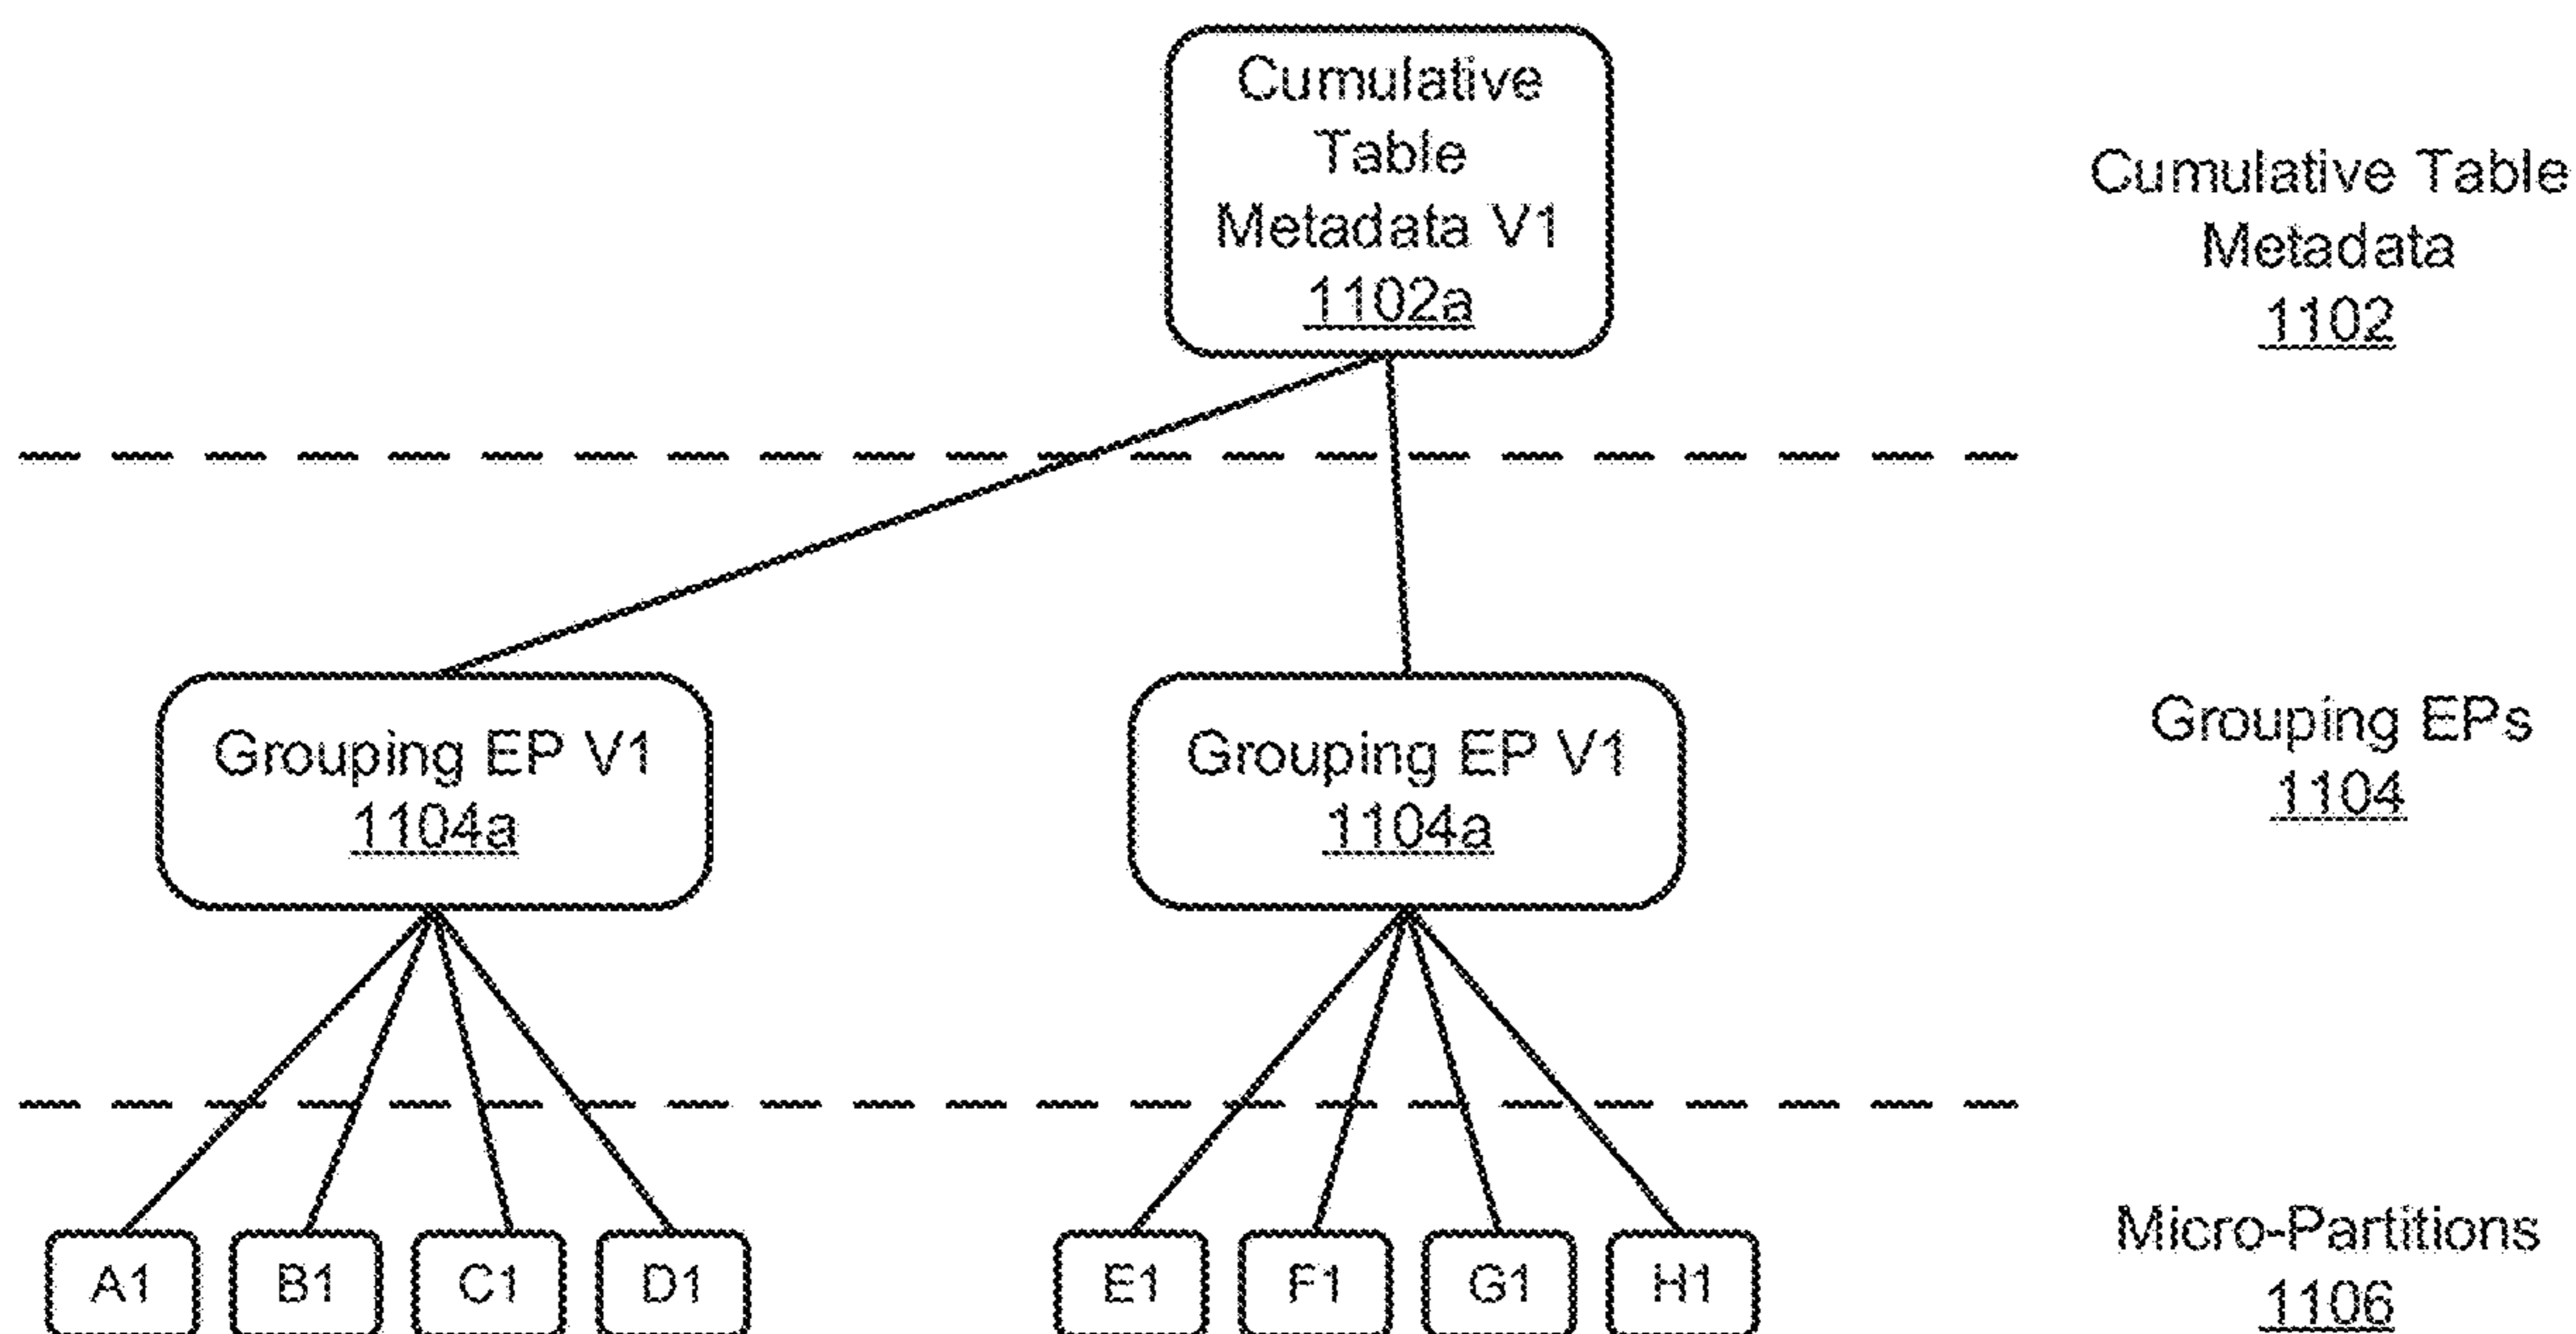 Cumulative
Table
Metadata V1
1102a
Cumulative Table
Metadata
1102
Grouping EP V1
1104a
Grouping EP V1
1104a
Grouping EPs
1104
A1
B1
C1
D1
E1
F1
G1
H1
Micro-Partitions
1106